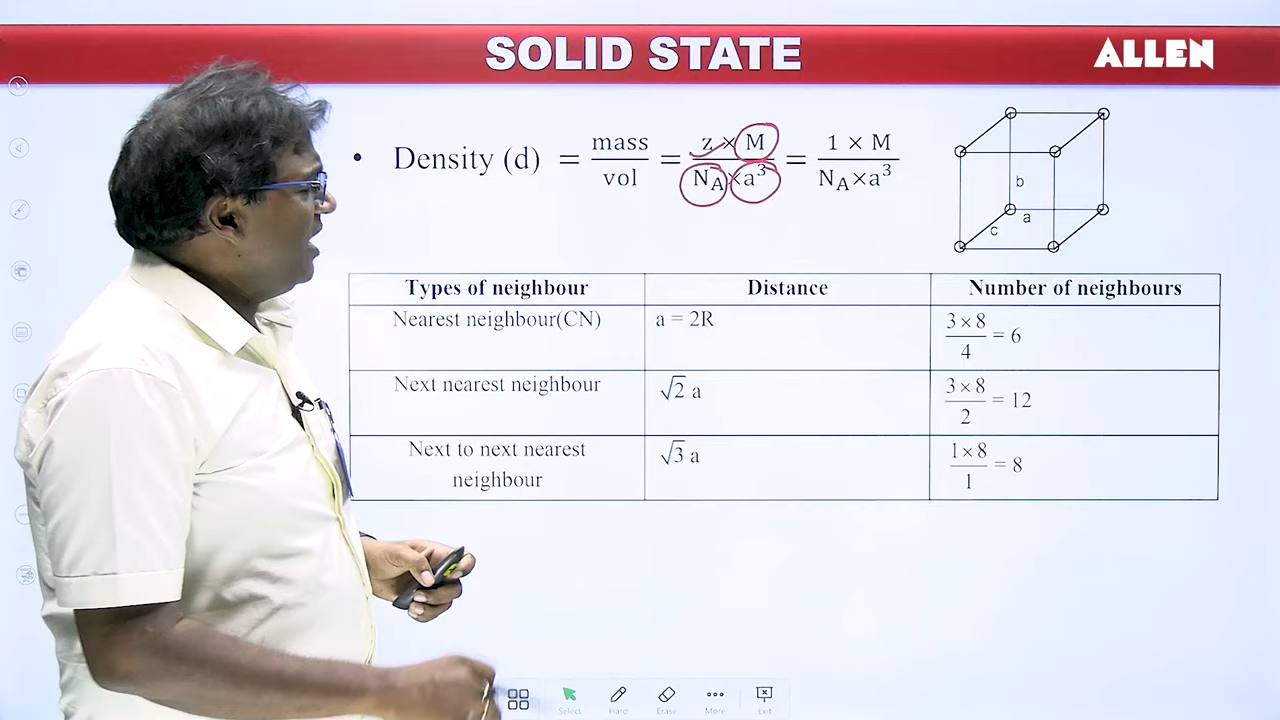 SOLID STATE
ALLEN
• Density (d) = mass/vol = z × M/N_A×a³ = 1 × M/N_A×a³
b
a
c
Types of neighbour Distance Number of neighbours
Nearest neighbour(CN) a = 2R 3×8/4 = 6
Next nearest neighbour √2 a 3×8/2 = 12
Next to next nearest
neighbour √3 a 1×8/1 = 8
Select Hard Erase More Exit